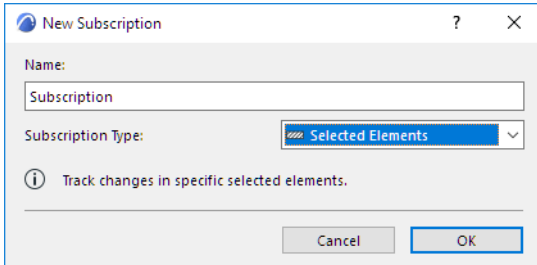 New Subscription
Name:
Subscription
Subscription Type:
Selected Elements
Track changes in specific selected elements.
Cancel
OK